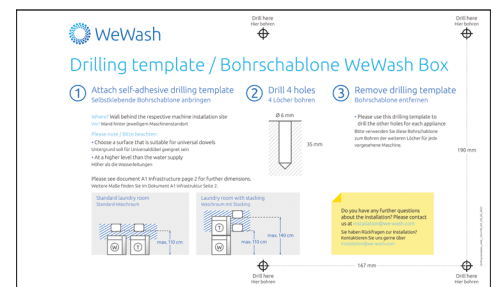 Drill here
Hier bohren
Drill here
Hier bohren
WeWash
Drilling template / Bohrschablone WeWash Box
1 Attach self-adhesive drilling template
Selbstklebende Bohrschablone anbringen
Where? Wall behind the respective machine installation site
Wo? Wand hinter jeweiligem Maschinenstandort.
Please note / Bitte beachten:
• Choose a surface that is suitable for universal dowels
Untergrund soll für Universaldübel geeignet sein
• At a higher level than the water supply
Höher als die Wasserleitungen
Please see document A1 Infrastructure page 2 for further dimensions.
Weitere Maße finden Sie im Dokument A1 Infrastruktur Seite 2.
2 Drill 4 holes
4 Löcher bohren
Ø 6 mm
55 mm
3 Remove drilling template
Bohrschablone entfernen
• Please use this drilling template to
drill the other holes for each appliance
Bitte verwenden Sie diese Bohrschablone
zum Bohren der weiteren Löcher für jede
vorgesehene Maschine.
190 mm
Standard laundry room
Standard-Waschraum
W
T
max. 110 cm
Laundry room with stacking
Waschraum mit Stacking
T
W
W
max. 110 cm
max. 140 cm
Do you have any further questions
about the installation? Please contact
us at installation@we-wash.com
Sie haben Rückfragen zur Installation?
Kontaktieren Sie uns gerne über
installation@we-wash.com
167 mm
Drill here
Hier bohren
Drill here
Hier bohren